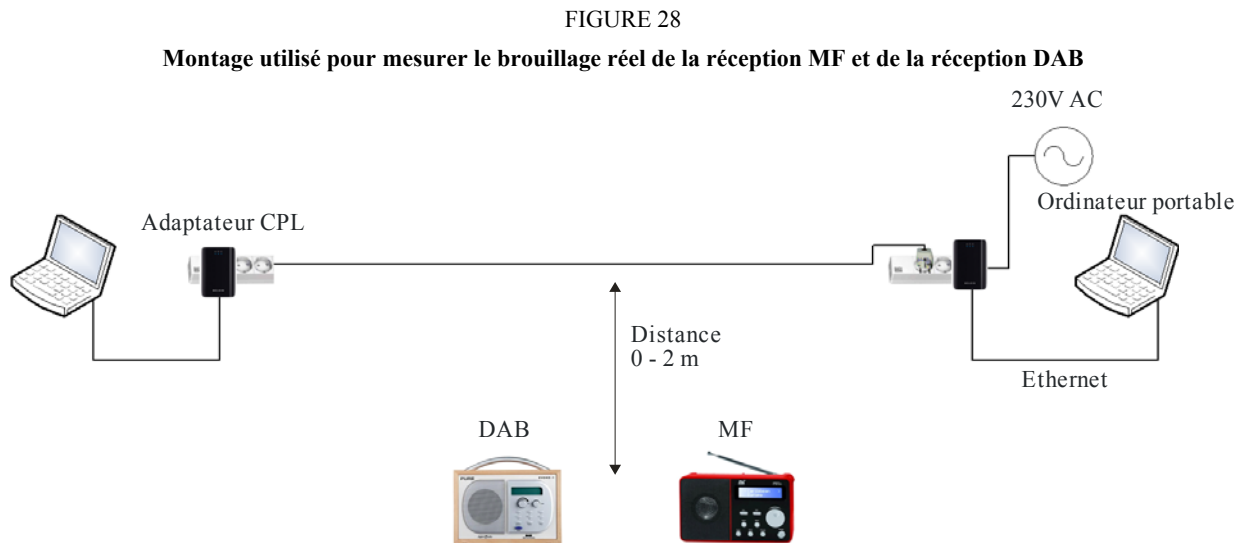 FIGURE 28
Montage utilisé pour mesurer le brouillage réel de la réception MF et de la réception DAB
230V AC
Ordinateur portable
Adaptateur CPL
Distance
0 - 2 m
Ethernet
DAB
MF